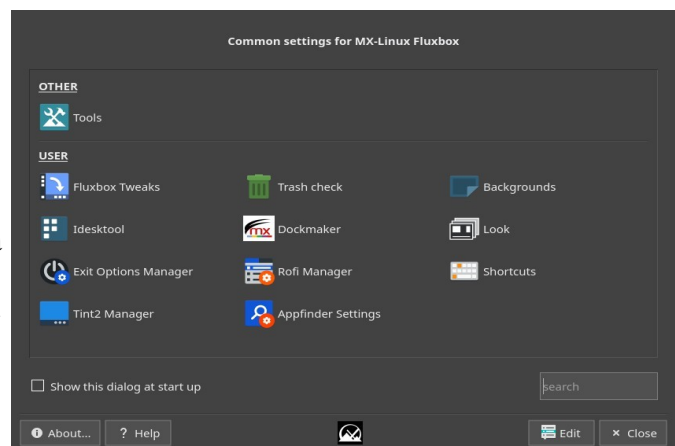 Common settings for MX-Linux Fluxbox
OTHER
Tools
USER
Fluxbox Tweaks Trash check Backgrounds
Idesktool mx Dockmaker Look
Exit Options Manager Rofi Manager Shortcuts
Tint2 Manager Appfinder Settings
Show this dialog at start up search
About... ? Help Edit × Close